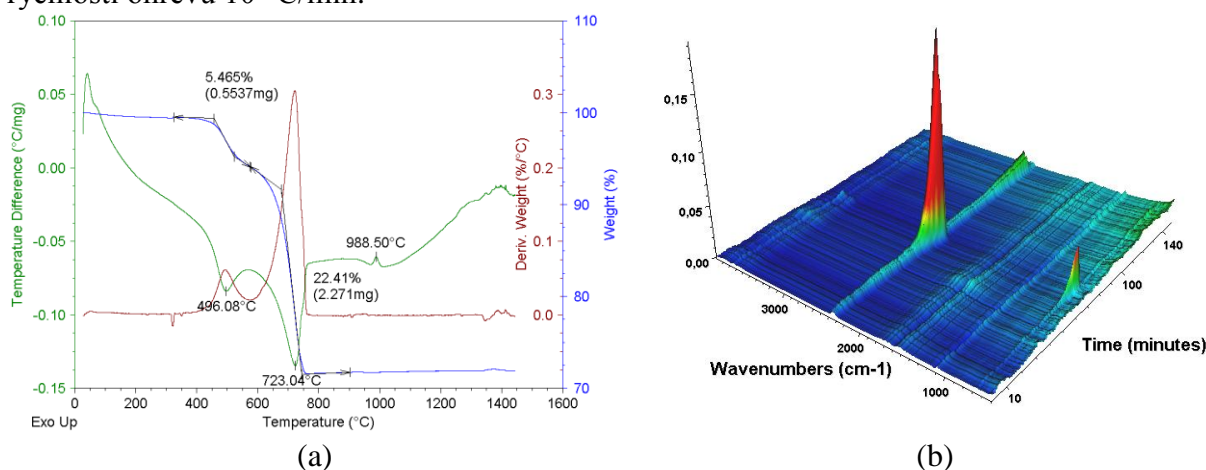 10 °C/min.
0.10
0.05
0.00
-0.05
-0.10
-0.15
Temperature Difference (°C/mg)
5.465%
(0.5537mg)
496.08°C
723.04°C
22.41%
(2.271mg)
988.50°C
0.3
0.2
0.1
0.0
Deriv. Weight (%/°C)
110
100
90
80
70
Weight (%)
0
200
400
600
800
1000
1200
1400
1600
Exo Up
Temperature (°C)
(a)
0,15
0,10
0,05
0,00
3000
2000
1000
Wavenumbers (cm-1)
10
100
140
Time (minutes)
(b)